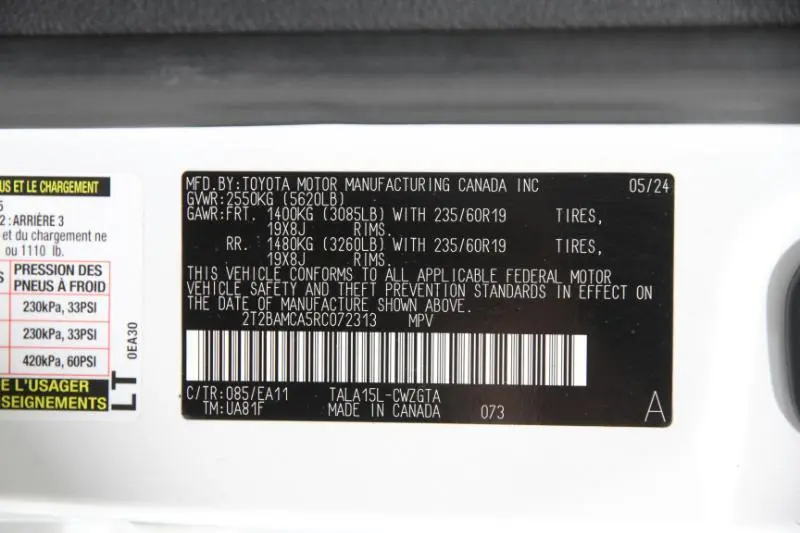 US ET LE CHARGEMENT
5
2 : ARRIÈRE 3
et du chargement ne
ou 1110 lb.
S PRESSION DES
PNEUS À FROID
230kPa, 33PSI
230kPa, 33PSI
420kPa, 60PSI
E L'USAGER
SEIGNEMENTS
LT
0EA30
MFD.BY:TOYOTA MOTOR MANUFACTURING CANADA INC 05/24
GVWR:2550KG (5620LB)
GAWR:FRT. 1400KG (3085LB) WITH 235/60R19 TIRES,
19X8J RIMS.
RR. 1480KG (3260LB) WITH 235/60R19 TIRES,
19X8J RIMS.
THIS VEHICLE CONFORMS TO ALL APPLICABLE FEDERAL MOTOR
VEHICLE SAFETY AND THEFT PREVENTION STANDARDS IN EFFECT ON
THE DATE OF MANUFACTURE SHOWN ABOVE.
2T2BAMCA5RC072313 MPV
C/TR:085/EA11 TALA15L-CWZGTA
TM:UA81F MADE IN CANADA 073 A